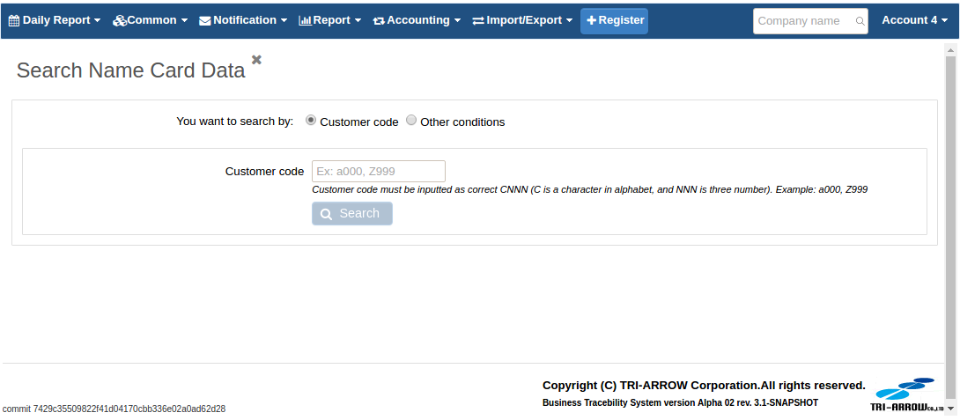 Daily Report Common Notification Report Accounting Import/Export Register Company name Account 4
Search Name Card Data
You want to search by: Customer code Other conditions
Customer code Ex: a000, Z999
Customer code must be inputted as correct CNNN (C is a character in alphabet, and NNN is three number). Example: a000, Z999
Search
Copyright (C) TRI-ARROW Corporation.All rights reserved.
Business Tracebility System version Alpha 02 rev. 3.1-SNAPSHOT
TRI-ARROW
commit 7429c35509822f41d04170cbb336e02a0ad62d28